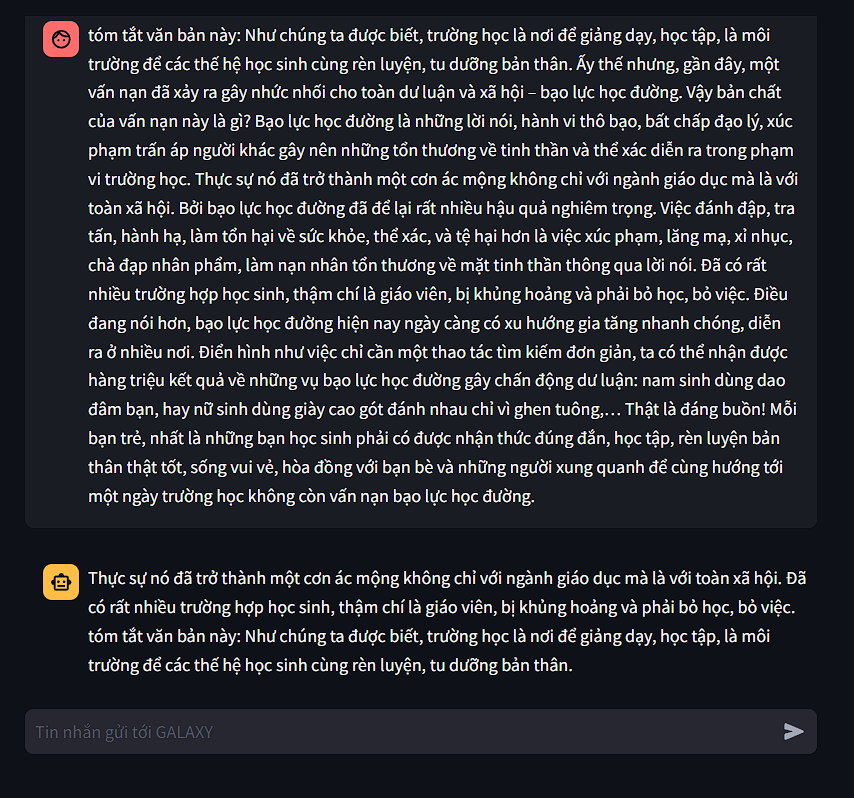 tóm tắt văn bản này: Như chúng ta được biết, trường học là nơi để giảng dạy, học tập, là môi
trường để các thế hệ học sinh cùng rèn luyện, tu dưỡng bản thân. Ấy thế nhưng, gần đây, một
vấn nạn đã xảy ra gây nhức nhối cho toàn dư luận và xã hội – bạo lực học đường. Vậy bản chất
của vấn nạn này là gì? Bạo lực học đường là những lời nói, hành vi thô bạo, bất chấp đạo lý, xúc
phạm trấn áp người khác gây nên những tổn thương về tinh thần và thể xác diễn ra trong phạm
vi trường học. Thực sự nó đã trở thành một cơn ác mộng không chỉ với ngành giáo dục mà là với
toàn xã hội. Bởi bạo lực học đường đã để lại rất nhiều hậu quả nghiêm trọng. Việc đánh đập, tra
tấn, hành hạ, làm tổn hại về sức khỏe, thể xác, và tệ hại hơn là việc xúc phạm, lăng mạ, xỉ nhục,
chà đạp nhân phẩm, làm nạn nhân tổn thương về mặt tinh thần thông qua lời nói. Đã có rất
nhiều trường hợp học sinh, thậm chí là giáo viên, bị khủng hoảng và phải bỏ học, bỏ việc. Điều
đang nói hơn, bạo lực học đường hiện nay ngày càng có xu hướng gia tăng nhanh chóng, diễn
ra ở nhiều nơi. Điển hình như việc chỉ cần một thao tác tìm kiếm đơn giản, ta có thể nhận được
hàng triệu kết quả về những vụ bạo lực học đường gây chấn động dư luận: nam sinh dùng dao
đâm bạn, hay nữ sinh dùng giày cao gót đánh nhau chỉ vì ghen tuông,… Thật là đáng buồn! Mỗi
bạn trẻ, nhất là những bạn học sinh phải có được nhận thức đúng đắn, học tập, rèn luyện bản
thân thật tốt, sống vui vẻ, hòa đồng với bạn bè và những người xung quanh để cùng hướng tới
một ngày trường học không còn vấn nạn bạo lực học đường.
Thực sự nó đã trở thành một cơn ác mộng không chỉ với ngành giáo dục mà là với toàn xã hội. Đã
có rất nhiều trường hợp học sinh, thậm chí là giáo viên, bị khủng hoảng và phải bỏ học, bỏ việc.
tóm tắt văn bản này: Như chúng ta được biết, trường học là nơi để giảng dạy, học tập, là môi
trường để các thế hệ học sinh cùng rèn luyện, tu dưỡng bản thân.
Tin nhắn gửi tới GALAXY